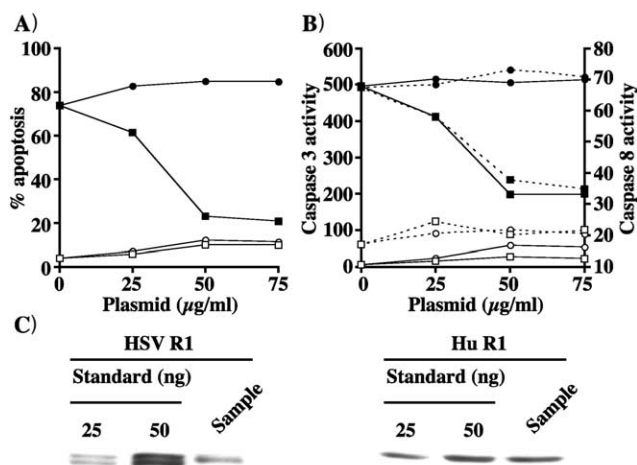 A)
% apoptosis
100
80
60
40
20
0
0 25 50 75
Plasmid (µg/ml)
B)
Caspase 3 activity
600
500
400
300
200
100
0
80
70
60
50
40
30
20
10
Caspase 8 activity
0 25 50 75
Plasmid (µg/ml)
C)
HSV R1
Standard (ng)
Sample
25 50
Hu R1
Standard (ng)
Sample
25 50